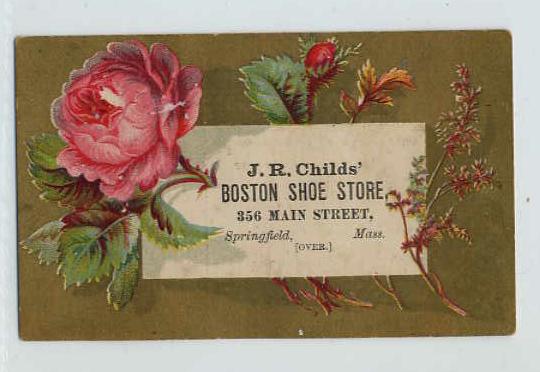 J. R. Childs'
BOSTON SHOE STORE,
356 MAIN STREET,
Springfield, Mass.
[OVER.]